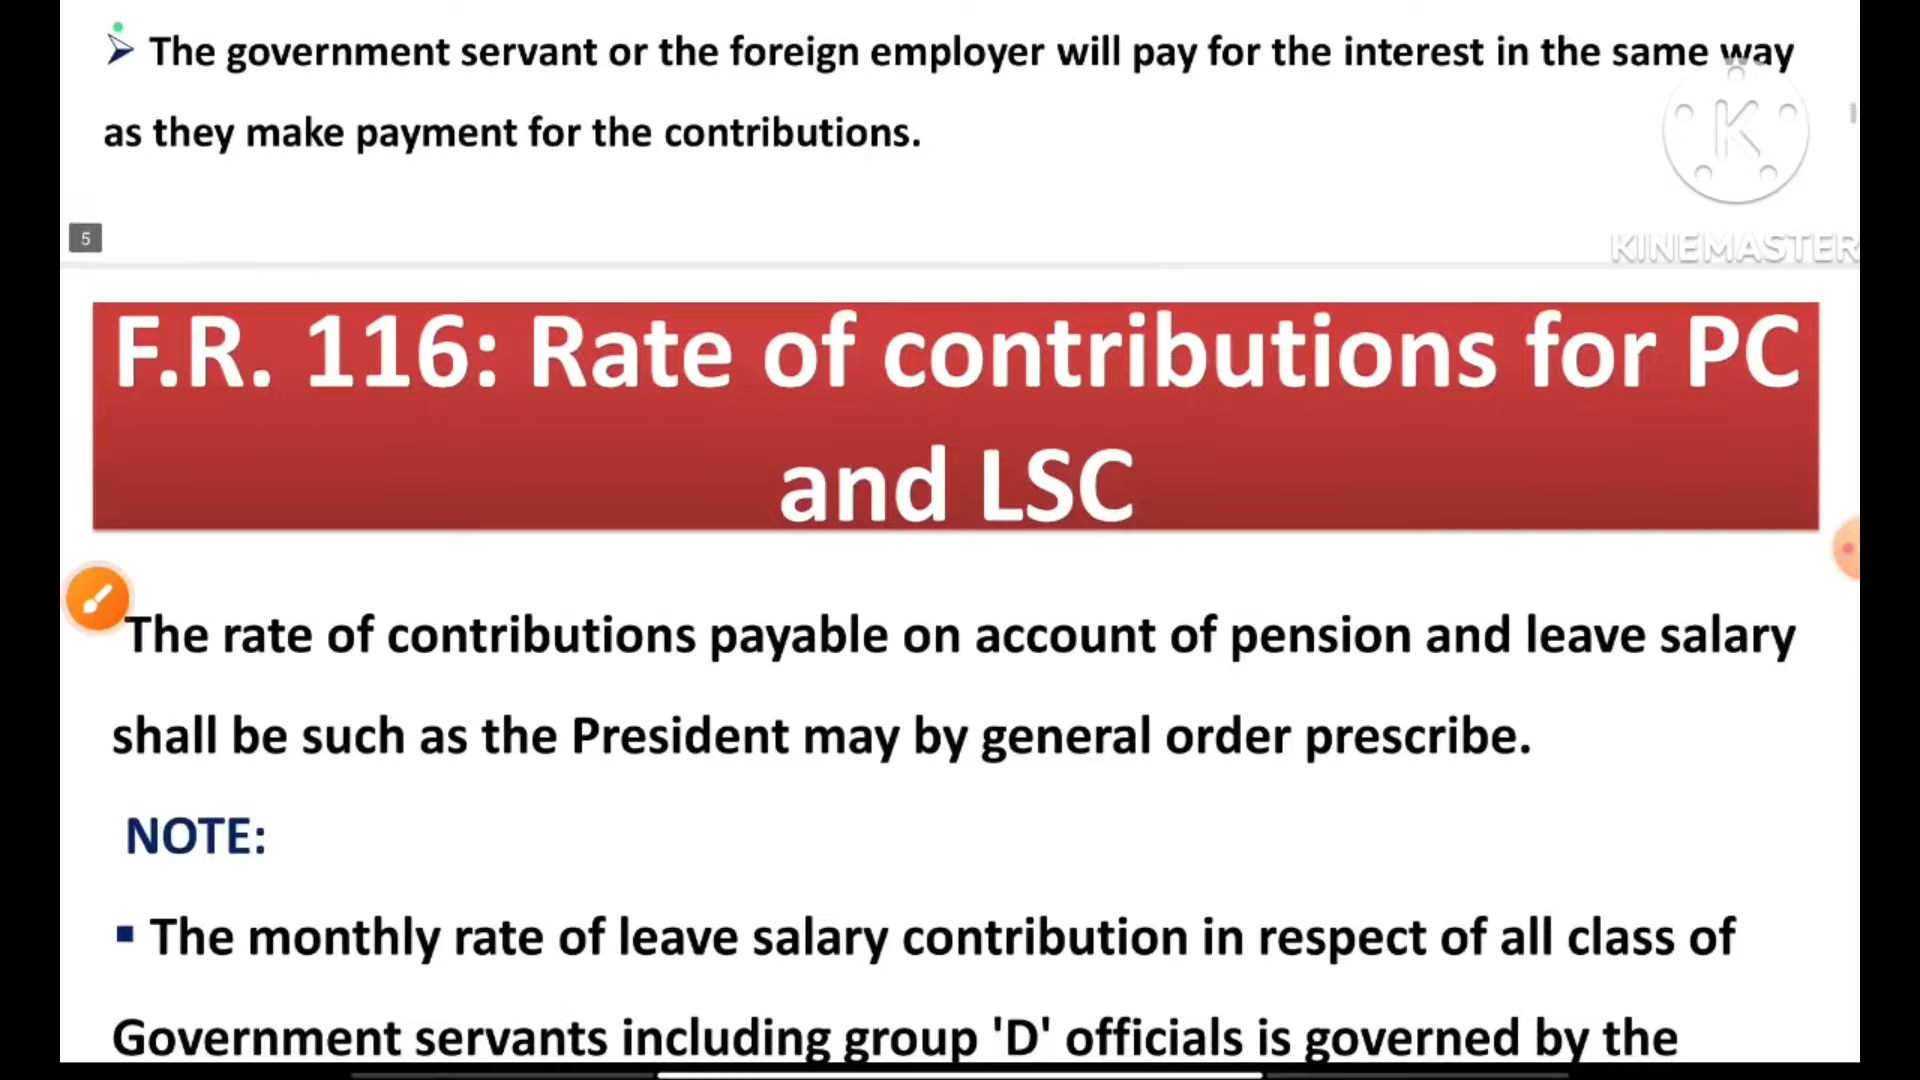 ➢ The government servant or the foreign employer will pay for the interest in the same way
as they make payment for the contributions.
K
KINEMASTER
5
F.R. 116: Rate of contributions for PC
and LSC
The rate of contributions payable on account of pension and leave salary
shall be such as the President may by general order prescribe.
NOTE:
▪ The monthly rate of leave salary contribution in respect of all class of
Government servants including group 'D' officials is governed by the